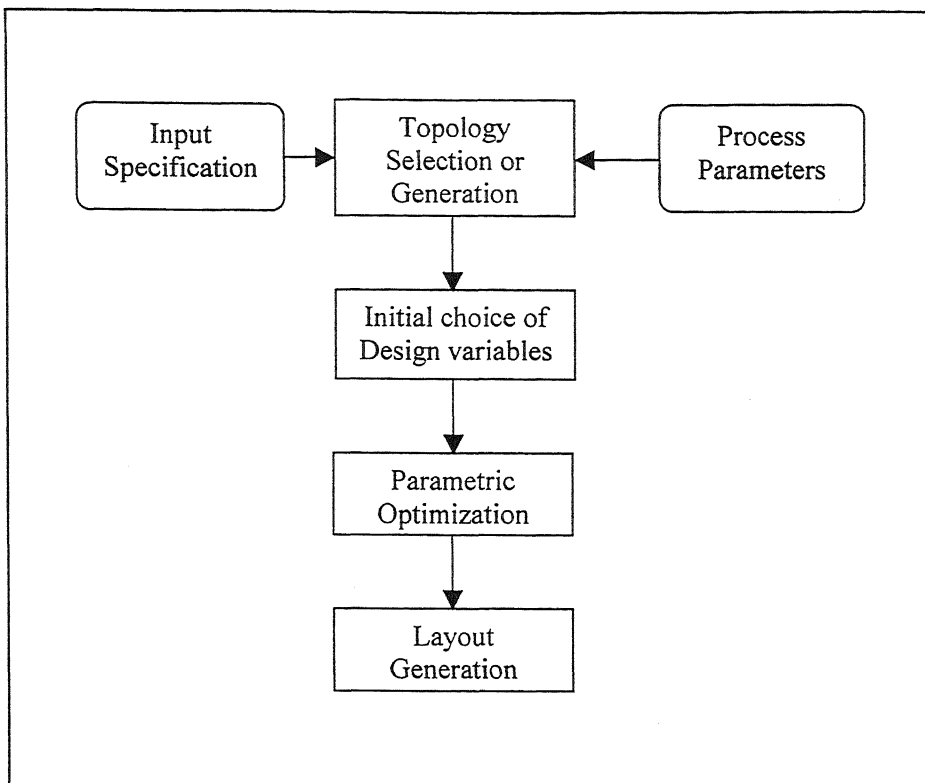 Input
Specification
Topology
Selection or
Generation
Process
Parameters
Initial choice of
Design variables
Parametric
Optimization
Layout
Generation